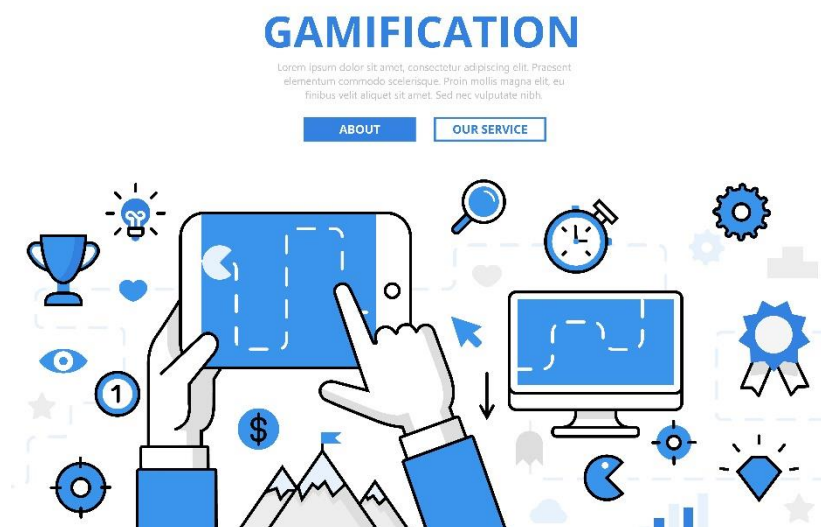 GAMIFICATION
Lorem ipsum dolor sit amet, consectetur adipiscing elit. Praesent
elementum commodo scelerisque. Proin mollis magna elit, eu
finibus velit aliquet sit amet. Sed nec vulputate nibh.
ABOUT
OUR SERVICE
1
$